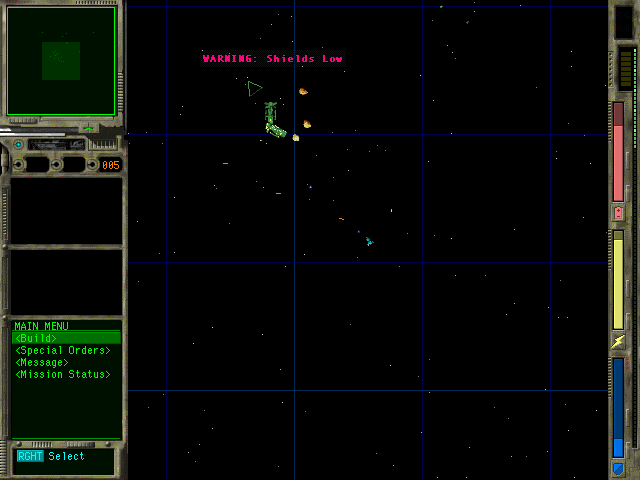 WARNING: Shields Low
005
MAIN MENU
<Build>
<Special Orders>
<Message>
<Mission Status>
RGHT Select